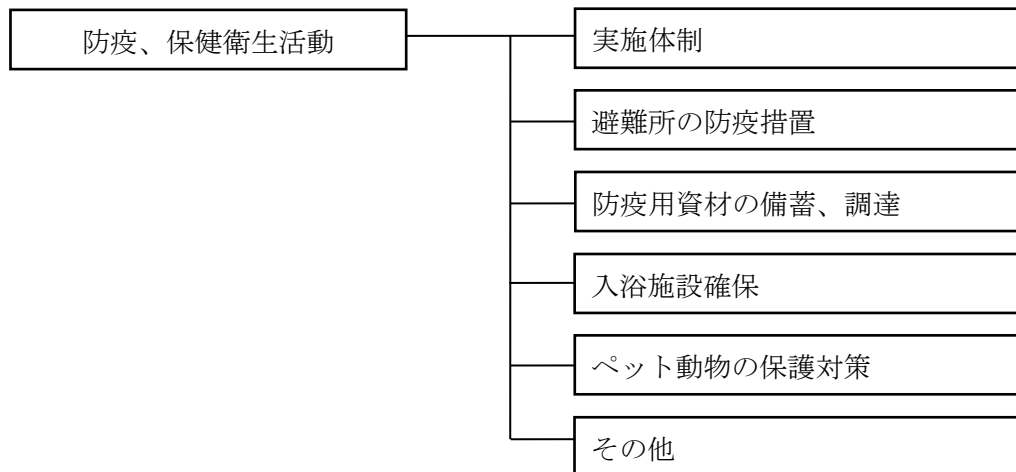 防疫、保健衛生活動
実施体制
避難所の防疫措置
防疫用資材の備蓄、調達
入浴施設確保
ペット動物の保護対策
その他